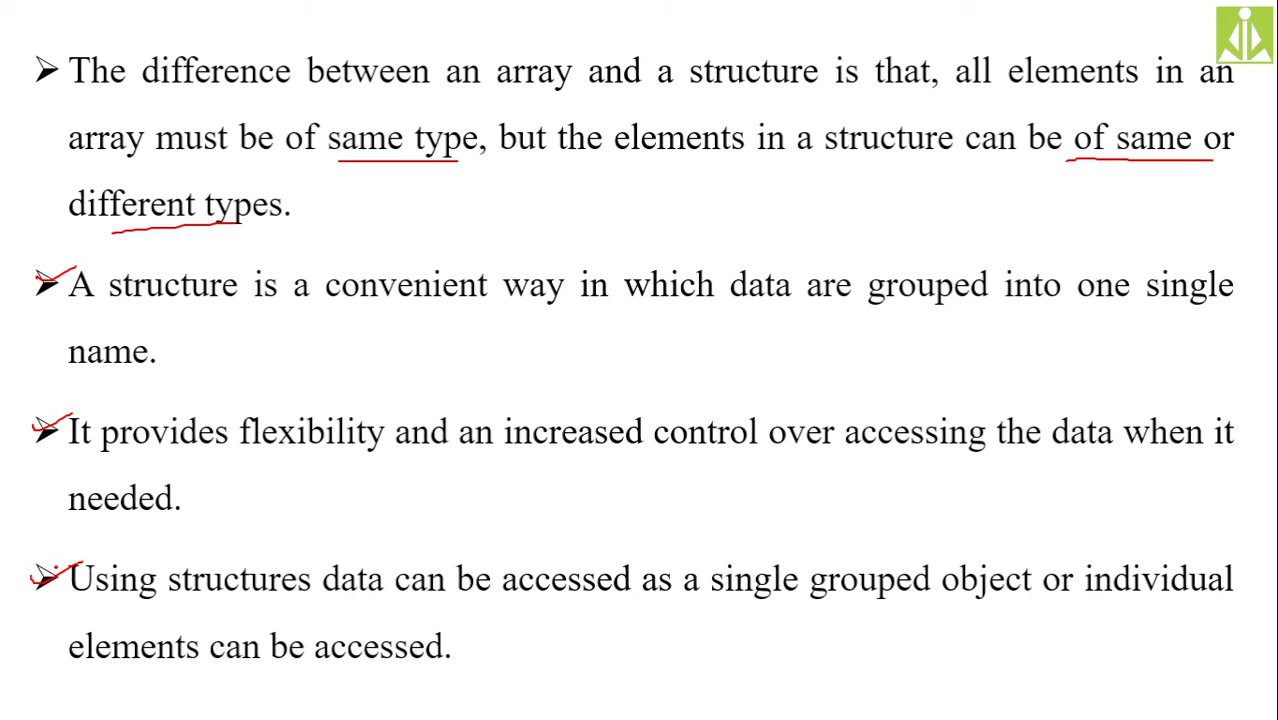 ➢ The difference between an array and a structure is that, all elements in an
array must be of same type, but the elements in a structure can be of same or
different types.
➢ A structure is a convenient way in which data are grouped into one single
name.
➢ It provides flexibility and an increased control over accessing the data when it
needed.
➢ Using structures data can be accessed as a single grouped object or individual
elements can be accessed.